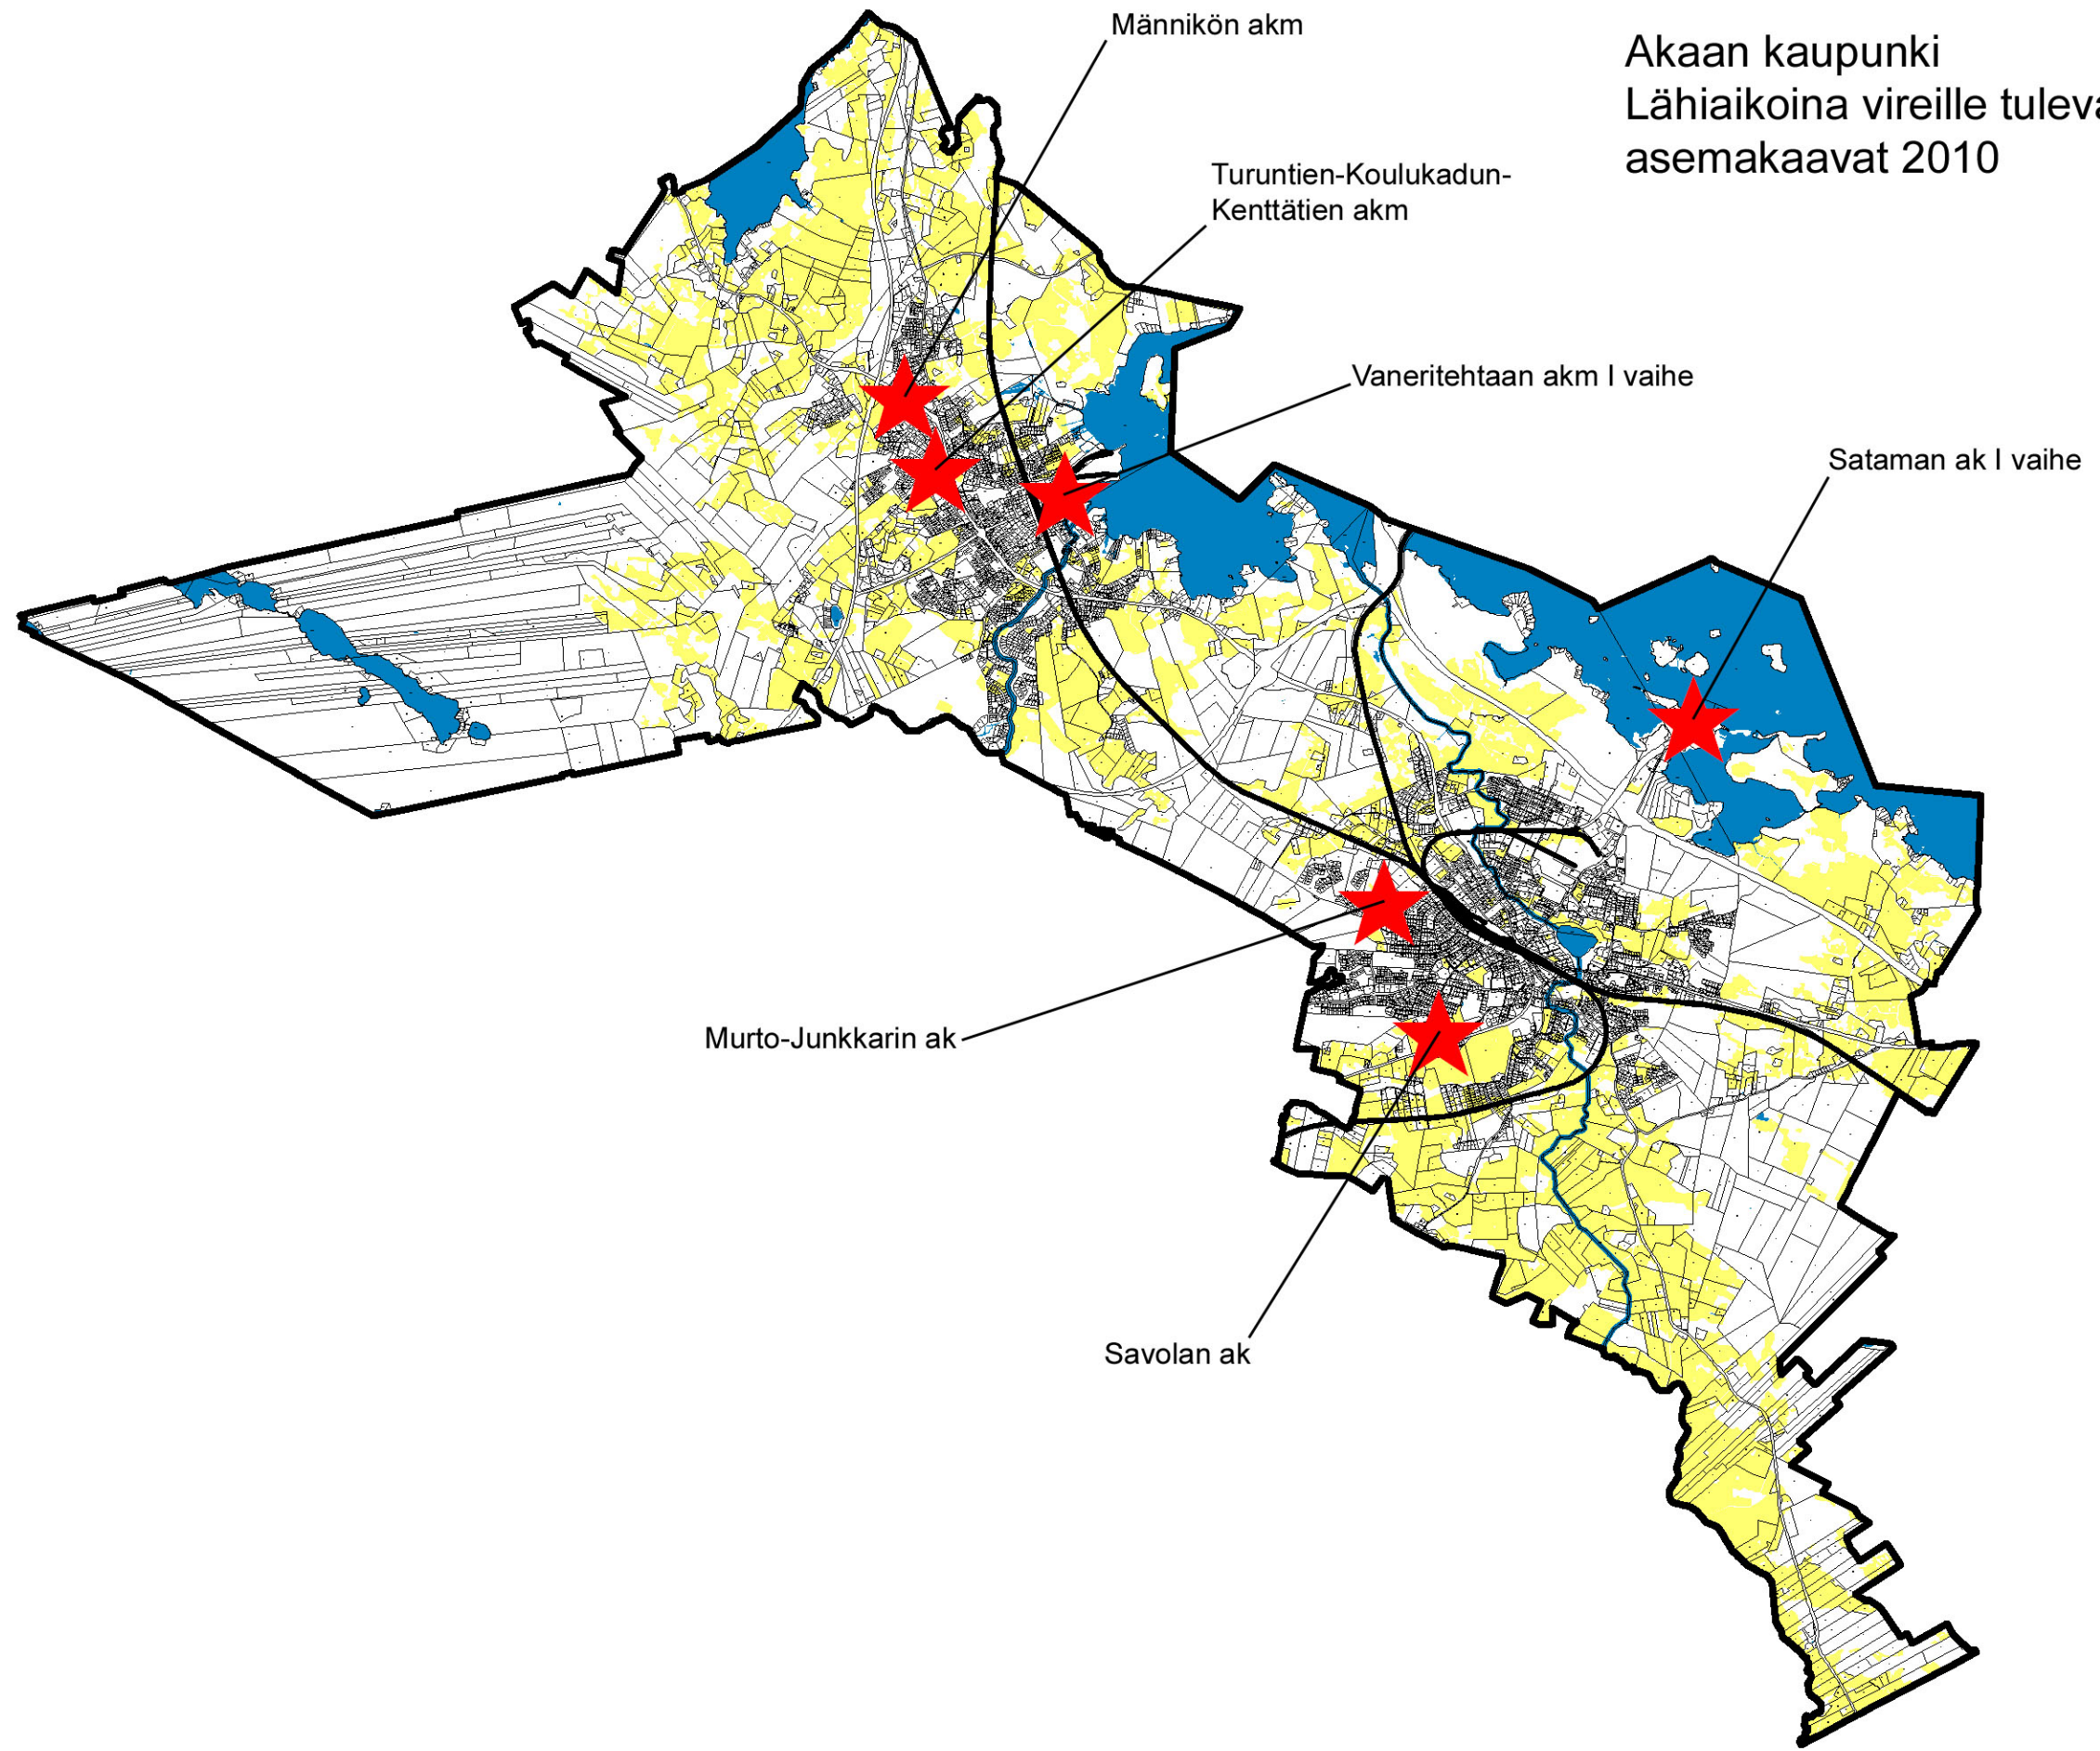 Akaan kaupunki
Lähiaikoina vireille tuleva
asemakaavat 2010
Männikön akm
Turuntien-Koulukadun-
Kenttätien akm
Vaneritehtaan akm I vaihe
Sataman ak I vaihe
Murto-Junkkarin ak
Savolan ak